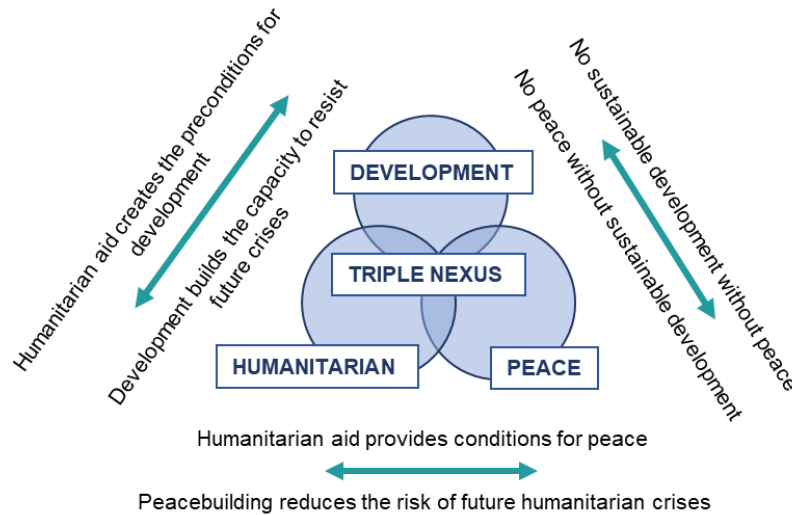 Humanitarian aid creates the preconditions for
development
Development builds the capacity to resist
future crises
No sustainable development without peace
No peace without sustainable development
DEVELOPMENT
TRIPLE NEXUS
HUMANITARIAN
PEACE
Humanitarian aid provides conditions for peace
Peacebuilding reduces the risk of future humanitarian crises